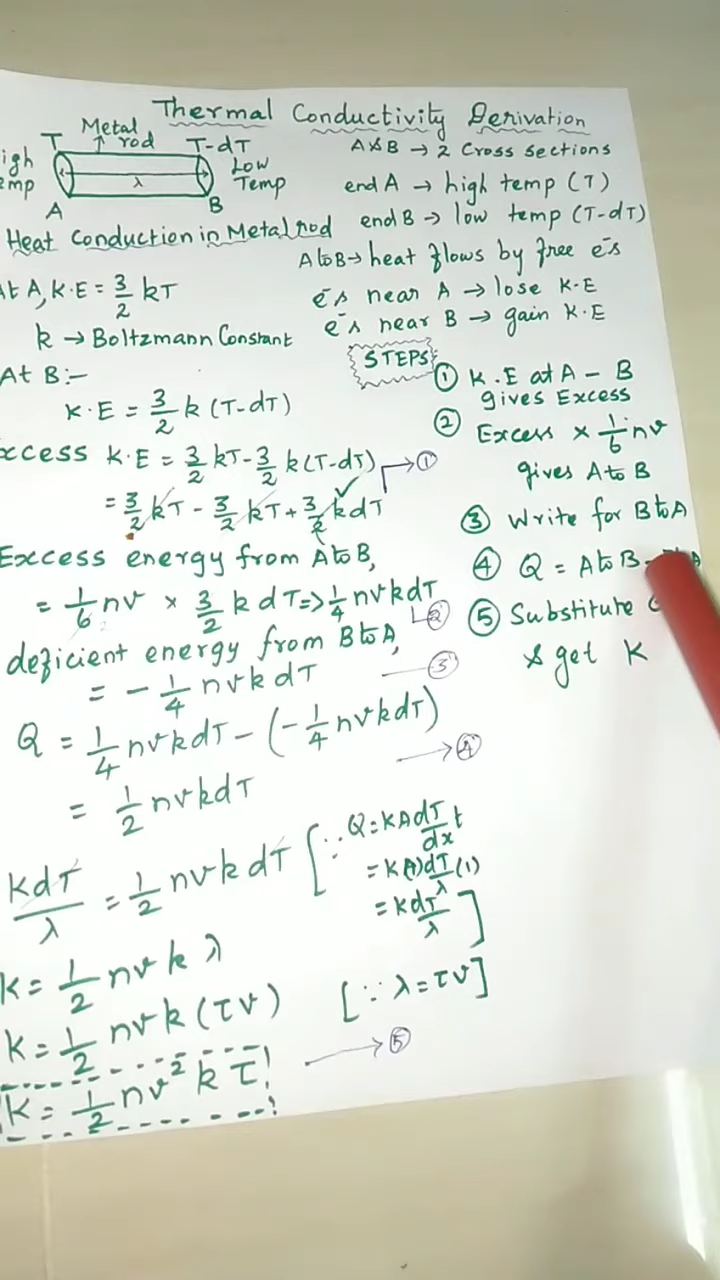 Thermal Conductivity Derivation
Metal rod
T T-dT
igh emp
λ
Low Temp
A B
Heat Conduction in Metal rod
At A, K.E = 3/2 kT
k → Boltzmann Constant
At B:-
K.E = 3/2 k (T-dT)
xcess K.E = 3/2 kT - 3/2 k(T-dT) → ①
= 3/2 kT - 3/2 kT + 3/2 kdT
Excess energy from A to B,
= 1/6 nv × 3/2 k dT => 1/4 nvkdT ②
deficient energy from B to A,
= - 1/4 nvkdT ③
Q = 1/4 nvkdT - (- 1/4 nvkdT)
→ ④
= 1/2 nvkdT
KdT/λ = 1/2 nvk dT [∵ Q = KA dT/dx t
= K(1) dT/λ (1)
= K dT/λ ]
K = 1/2 nv k λ
K = 1/2 nvk (τv) [∵ λ = τv]
→ ⑤
K = 1/2 nv² k τ
A & B → 2 Cross sections
end A → high temp (T)
end B → low temp (T-dT)
A to B → heat flows by free e⁻s
e⁻s near A → lose K.E
e⁻s near B → gain K.E
STEPS
① K.E at A - B
gives Excess
② Excess × 1/6 nv
gives A to B
③ Write for B to A
④ Q = A to B -
⑤ Substitute
& get K